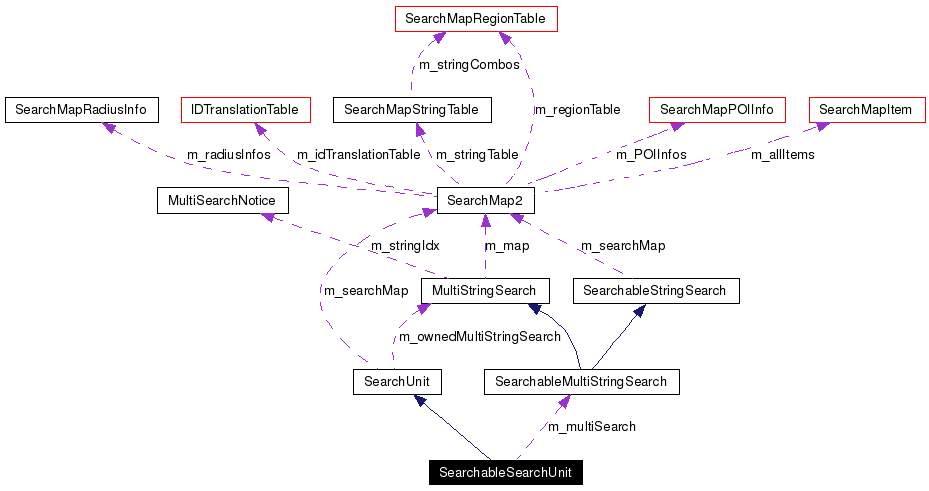 SearchMapRegionTable
m_stringCombos
SearchMapRadiusInfo
IDTranslationTable
SearchMapStringTable
m_regionTable
SearchMapPOIInfo
SearchMapItem
m_radiusInfos
m_idTranslationTable
m_stringTable
m_POIInfos
m_allItems
MultiSearchNotice
SearchMap2
m_stringIdx
m_map
m_searchMap
m_searchMap
MultiStringSearch
SearchableStringSearch
m_ownedMultiStringSearch
SearchUnit
SearchableMultiStringSearch
m_multiSearch
SearchableSearchUnit